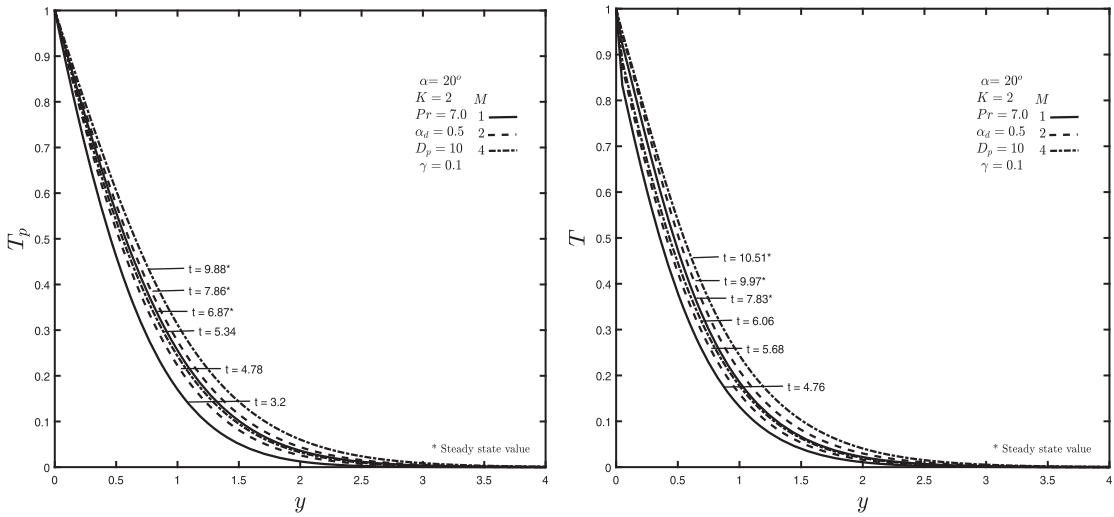 1
0.9
0.8
0.7
0.6
0.5
0.4
0.3
0.2
0.1
0
T_p
α= 20^o
K = 2 M
Pr = 7.0 1
α_d = 0.5 2
D_p = 10 4
γ = 0.1
t = 9.88*
t = 7.86*
t = 6.87*
t = 5.34
t = 4.78
t = 3.2
* Steady state value
0 0.5 1 1.5 2 2.5 3 3.5 4
y
1
0.9
0.8
0.7
0.6
0.5
0.4
0.3
0.2
0.1
0
T
α= 20^o
K = 2 M
Pr = 7.0 1
α_d = 0.5 2
D_p = 10 4
γ = 0.1
t = 10.51*
t = 9.97*
t = 7.83*
t = 6.06
t = 5.68
t = 4.76
* Steady state value
0 0.5 1 1.5 2 2.5 3 3.5 4
y